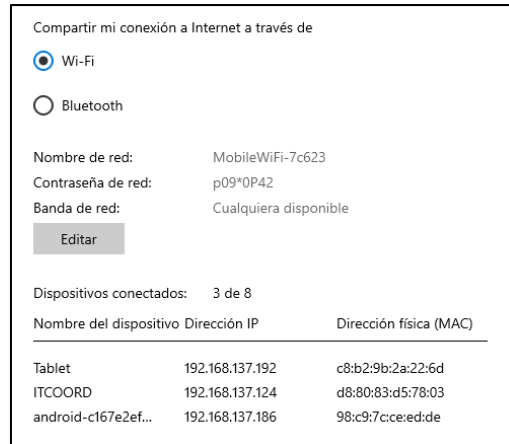 Compartir mi conexión a Internet a través de
Wi-Fi
Bluetooth
Nombre de red: MobileWiFi-7c623
Contraseña de red: p09*0P42
Banda de red: Cualquiera disponible
Editar
Dispositivos conectados: 3 de 8
Nombre del dispositivo Dirección IP Dirección física (MAC)
Tablet 192.168.137.192 c8:b2:9b:2a:22:6d
ITCOORD 192.168.137.124 d8:80:83:d5:78:03
android-c167e2ef... 192.168.137.186 98:c9:7c:ce:ed:de